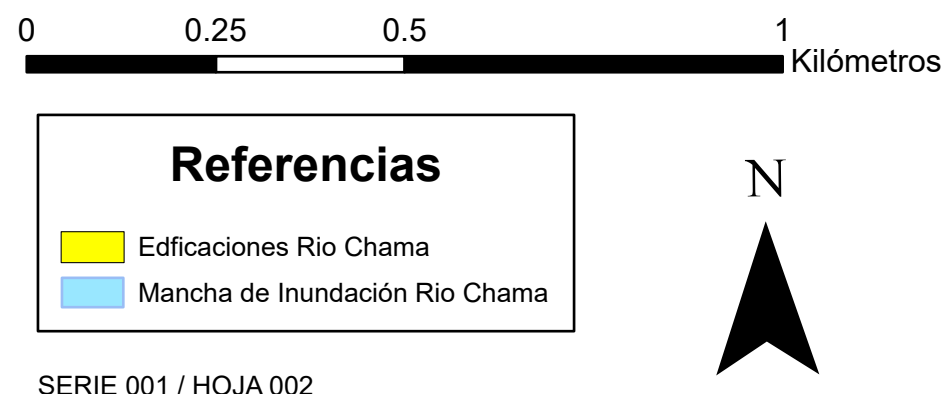 0 0.25 0.5 1
Kilómetros
Referencias
N
Edficaciones Rio Chama
Mancha de Inundación Rio Chama
SERIE 001 / HOJA 002